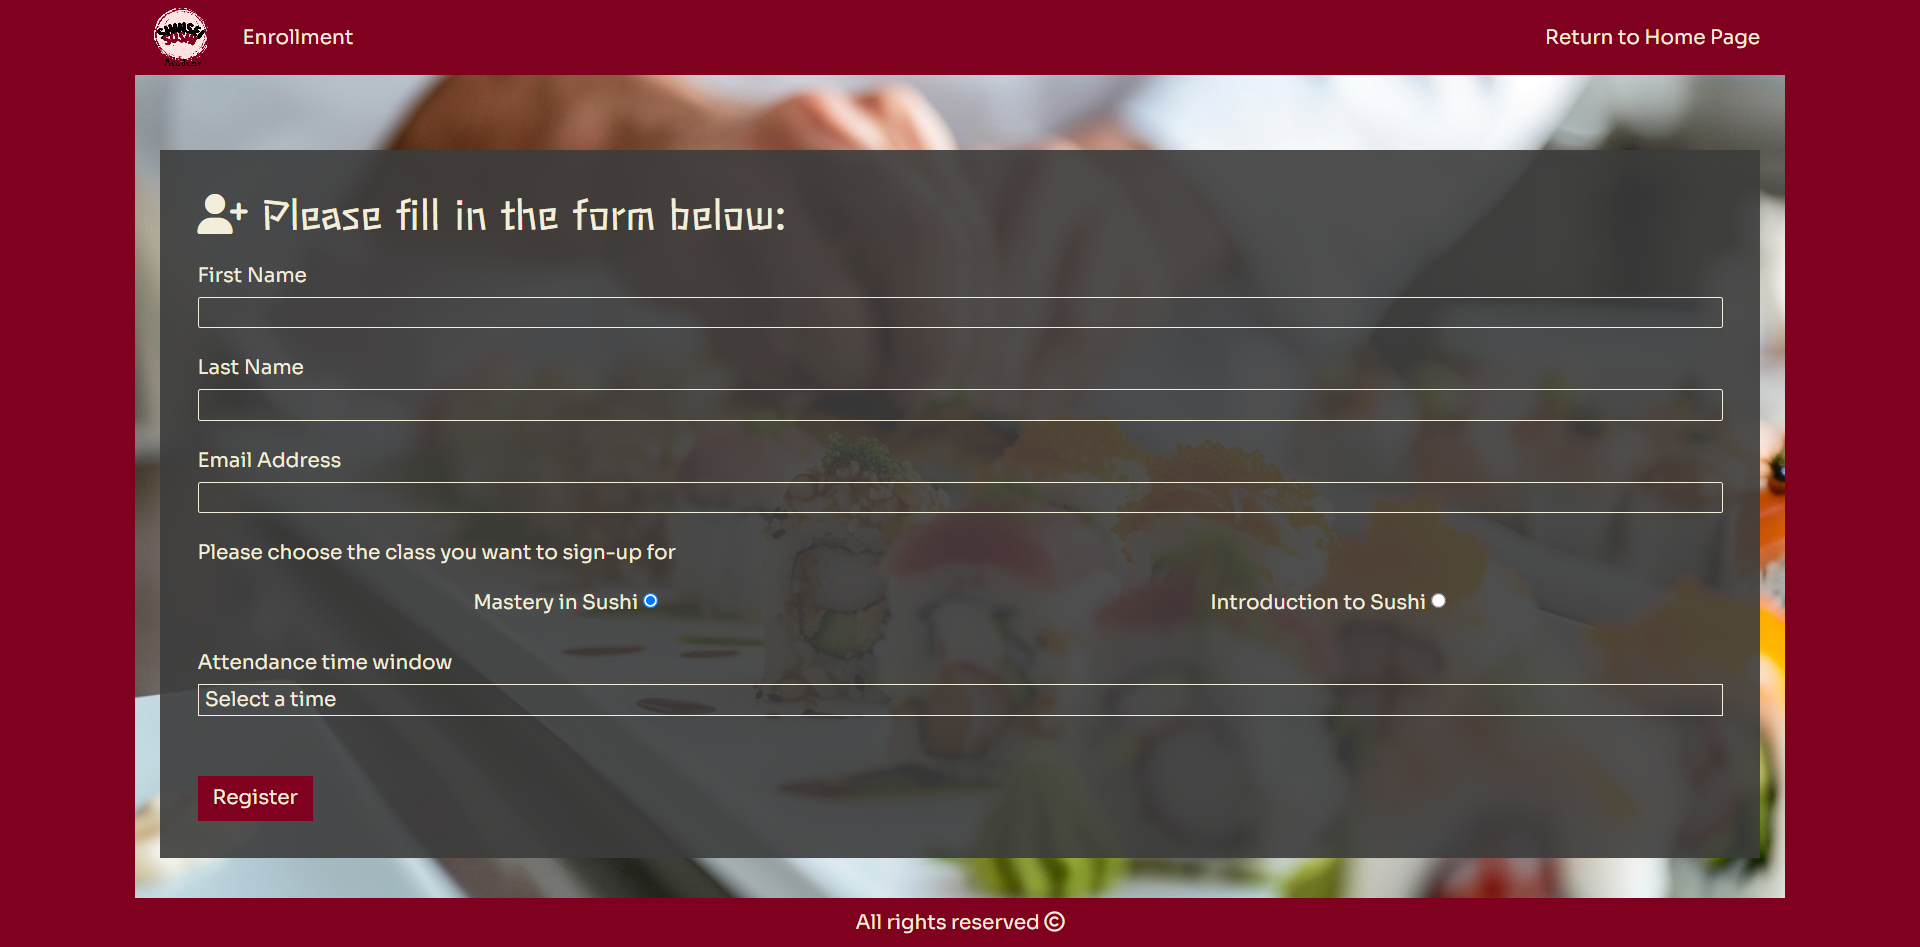 SUSHI
Enrollment
Return to Home Page
Please fill in the form below:
First Name
Last Name
Email Address
Please choose the class you want to sign-up for
Mastery in Sushi
Introduction to Sushi
Attendance time window
Select a time
Register
All rights reserved ©